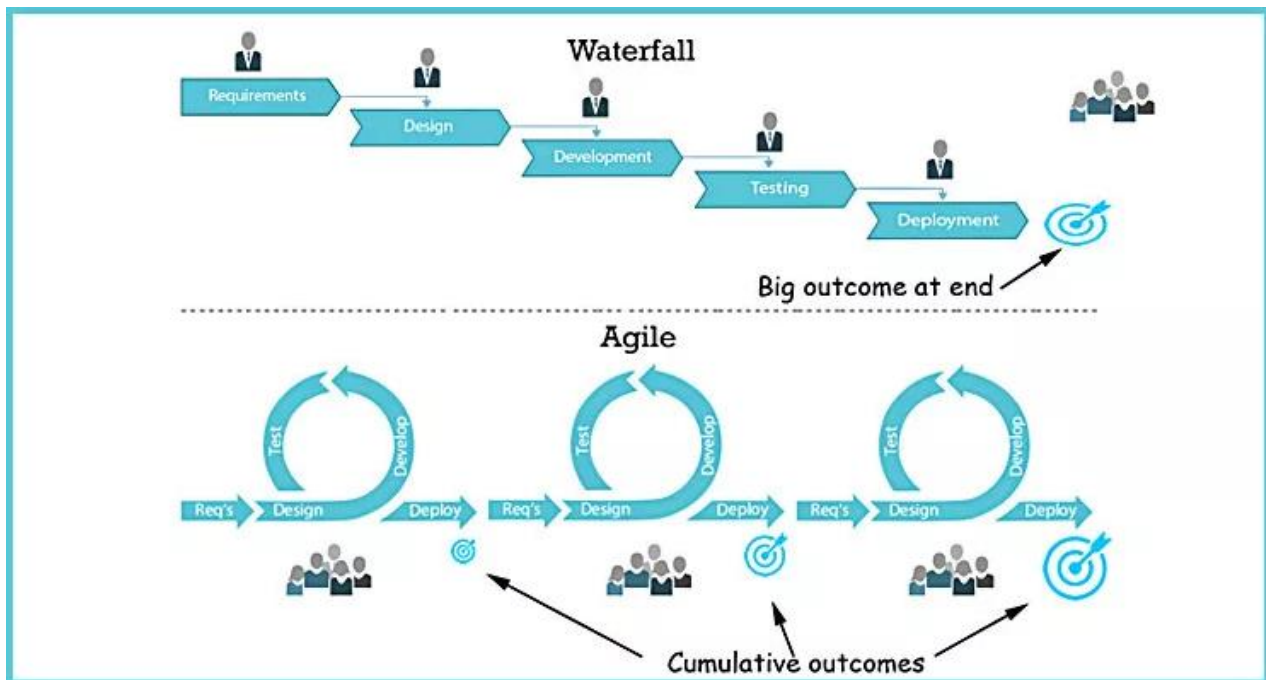 Waterfall
Requirements
Design
Development
Testing
Deployment
Big outcome at end
Agile
Req's
Design
Develop
Test
Deploy
Req's
Design
Develop
Test
Deploy
Req's
Design
Develop
Test
Deploy
Cumulative outcomes